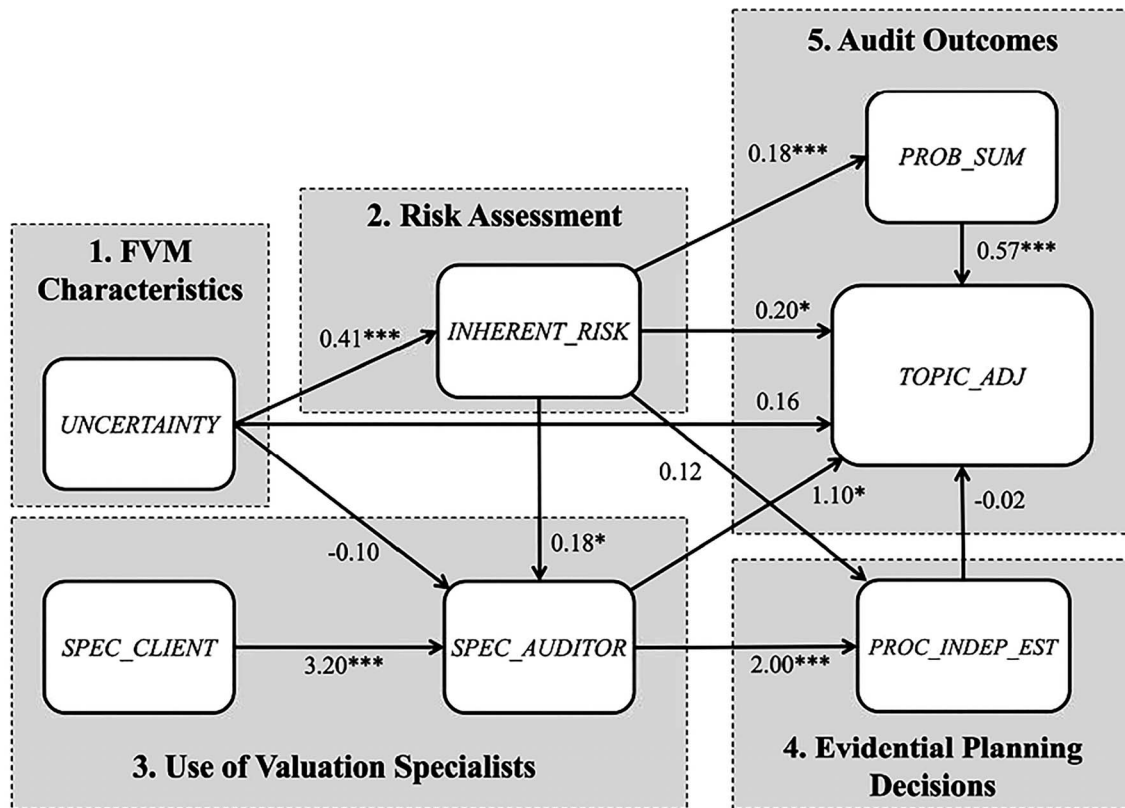 5. Audit Outcomes
PROB_SUM
0.18***
0.57***
2. Risk Assessment
INHERENT_RISK
0.20*
TOPIC_ADJ
1. FVM
Characteristics
0.41***
UNCERTAINTY
0.16
0.12
1.10*
-0.02
-0.10
0.18*
SPEC_CLIENT
3.20***
SPEC_AUDITOR
2.00***
PROC_INDEP_EST
3. Use of Valuation Specialists
4. Evidential Planning
Decisions